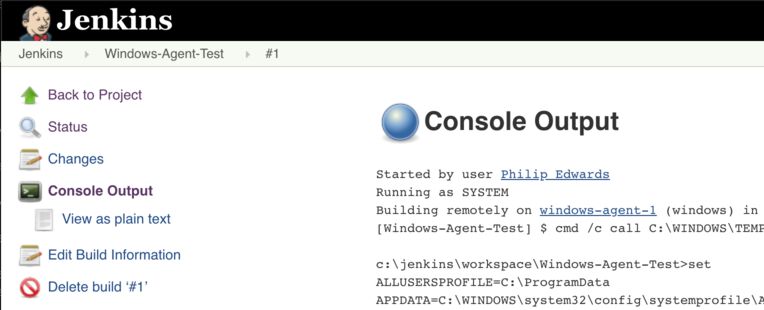 Jenkins
Jenkins Windows-Agent-Test #1
Back to Project
Status
Changes
Console Output
View as plain text
Edit Build Information
Delete build ‘#1’
Console Output
Started by user Philip Edwards
Running as SYSTEM
Building remotely on windows-agent-1 (windows) in
[Windows-Agent-Test] $ cmd /c call C:\WINDOWS\TEMP
c:\jenkins\workspace\Windows-Agent-Test>set
ALLUSERSPROFILE=C:\ProgramData
APPDATA=C:\WINDOWS\system32\config\systemprofile\A